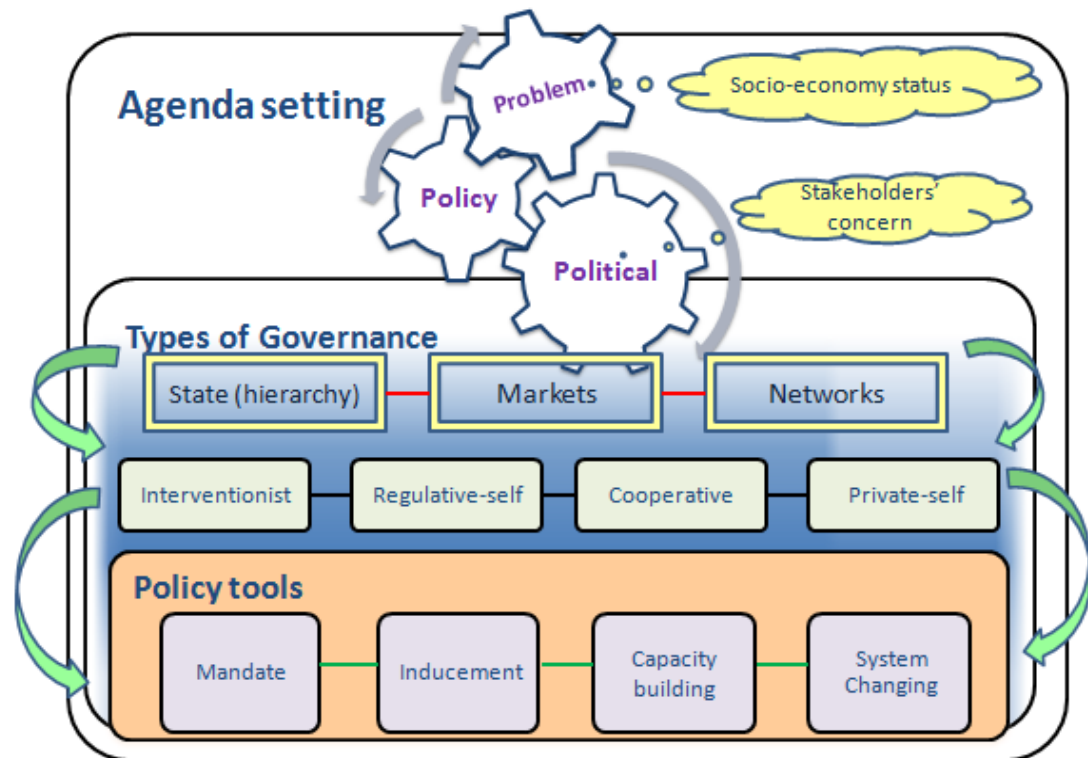 Agenda setting
Problem
Socio-economy status
Policy
Stakeholders'
concern
Political
Types of Governance
State (hierarchy)
Markets
Networks
Interventionist
Regulative-self
Cooperative
Private-self
Policy tools
Mandate
Inducement
Capacity
building
System
Changing